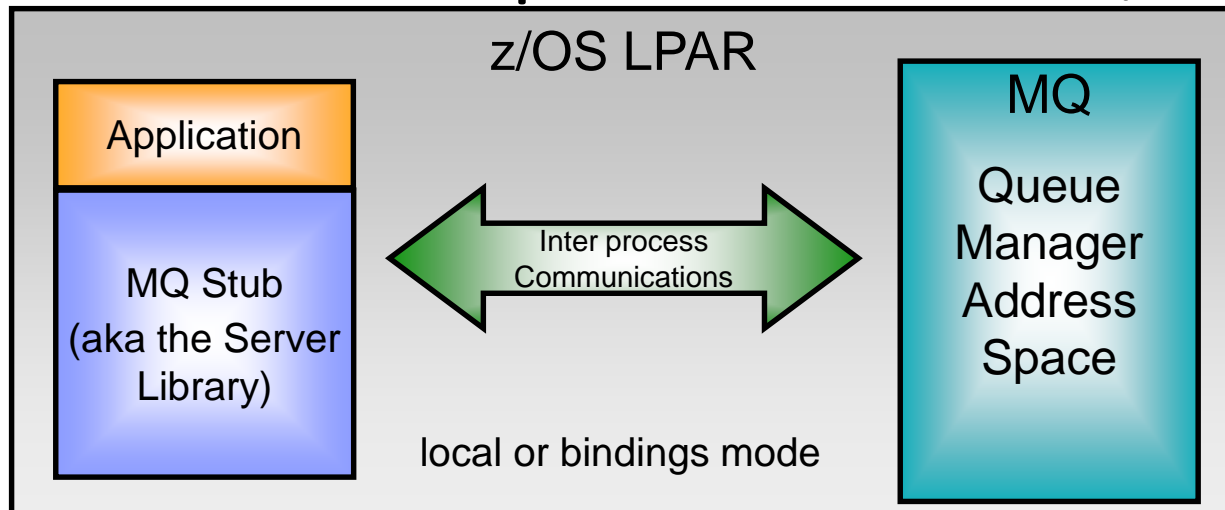 z/OS LPAR
Application
MQ Stub
(aka the Server
Library)
Inter process
Communications
local or bindings mode
MQ
Queue
Manager
Address
Space